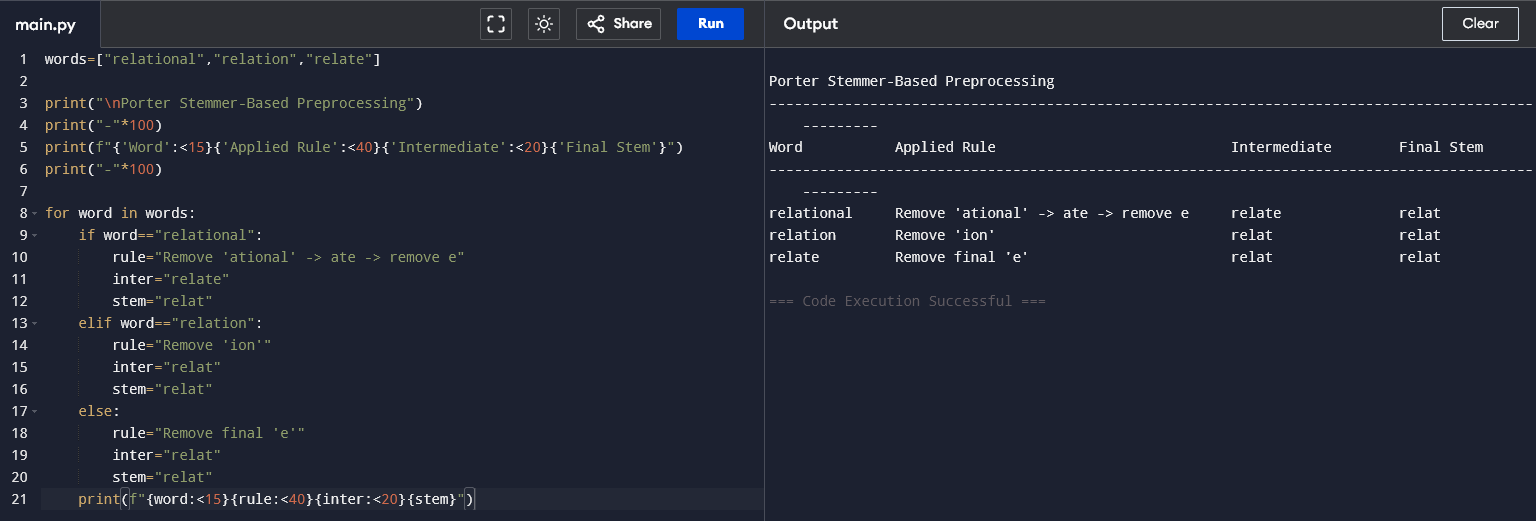 main.py
Share
Run
Output
Clear
1 words=["relational","relation","relate"]
2
3 print("\nPorter Stemmer-Based Preprocessing")
4 print("-"*100)
5 print(f"{'Word':<15}{'Applied Rule':<40}{'Intermediate':<20}{'Final Stem'}")
6 print("-"*100)
7
8 for word in words:
9     if word=="relational":
10         rule="Remove 'ational' -> ate -> remove e"
11         inter="relate"
12         stem="relat"
13     elif word=="relation":
14         rule="Remove 'ion'"
15         inter="relat"
16         stem="relat"
17     else:
18         rule="Remove final 'e'"
19         inter="relat"
20         stem="relat"
21     print(f"{word:<15}{rule:<40}{inter:<20}{stem}")
Porter Stemmer-Based Preprocessing
-------------------------------------------------------------------------------------------
    ---------
Word           Applied Rule                            Intermediate        Final Stem
-------------------------------------------------------------------------------------------
    ---------
relational     Remove 'ational' -> ate -> remove e     relate              relat
relation       Remove 'ion'                            relat               relat
relate         Remove final 'e'                        relat               relat
=== Code Execution Successful ===